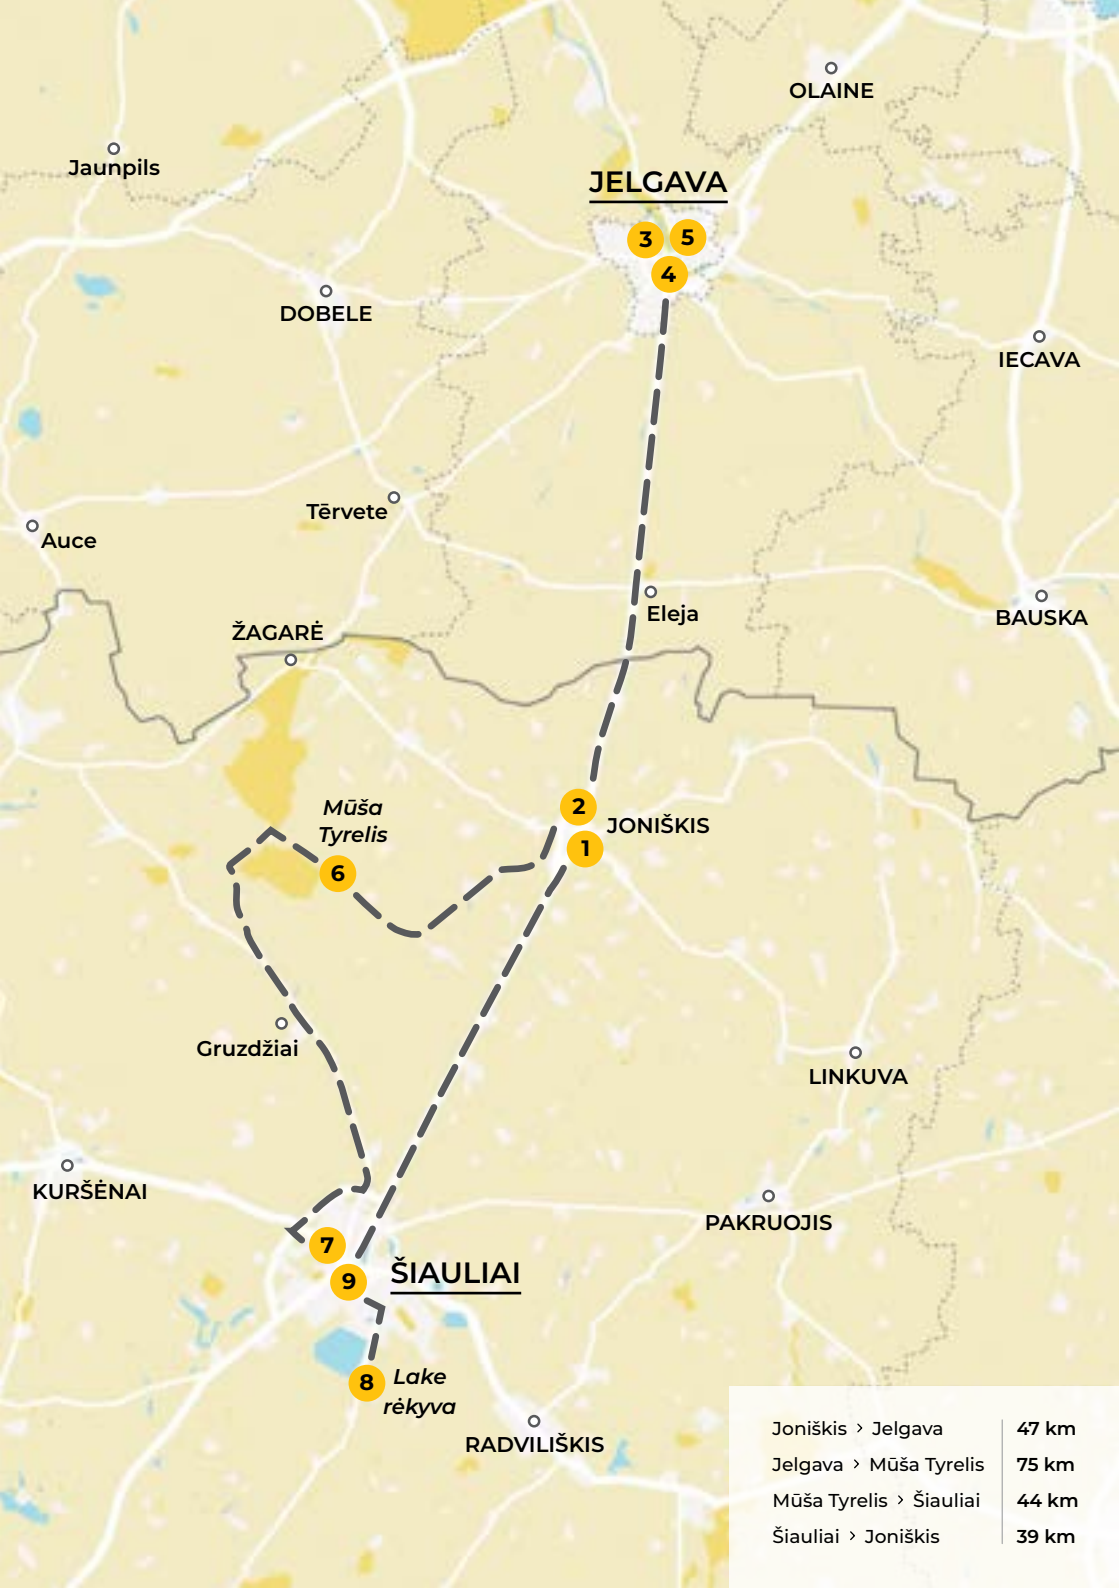 OLAINE
Jaunpils
JELGAVA
3
5
4
DOBELE
IECAVA
Tērvete
Auce
Eleja
BAUSKA
ŽAGARĖ
Mūša
Tyrelis
2
JONIŠKIS
1
6
Gruzdžiai
LINKUVA
KURŠĖNAI
PAKRUOJIS
7
ŠIAULIAI
9
8
Lake
rėkyva
RADVILIŠKIS
Joniškis › Jelgava 47 km
Jelgava › Mūša Tyrelis 75 km
Mūša Tyrelis › Šiauliai 44 km
Šiauliai › Joniškis 39 km